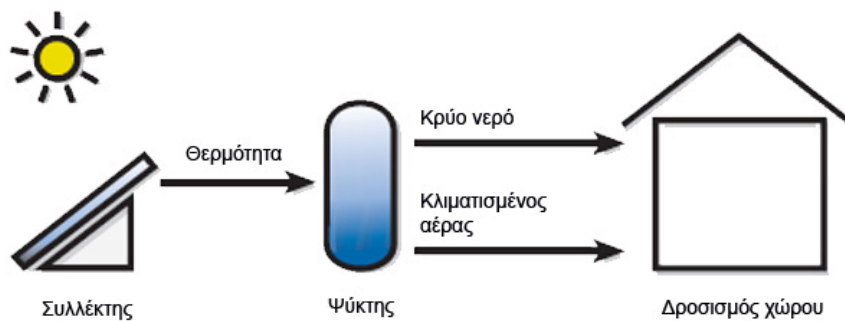 Θερμότητα
Κρύο νερό
Κλιματισμένος
αέρας
Συλλέκτης
Ψύκτης
Δροσισμός χώρου